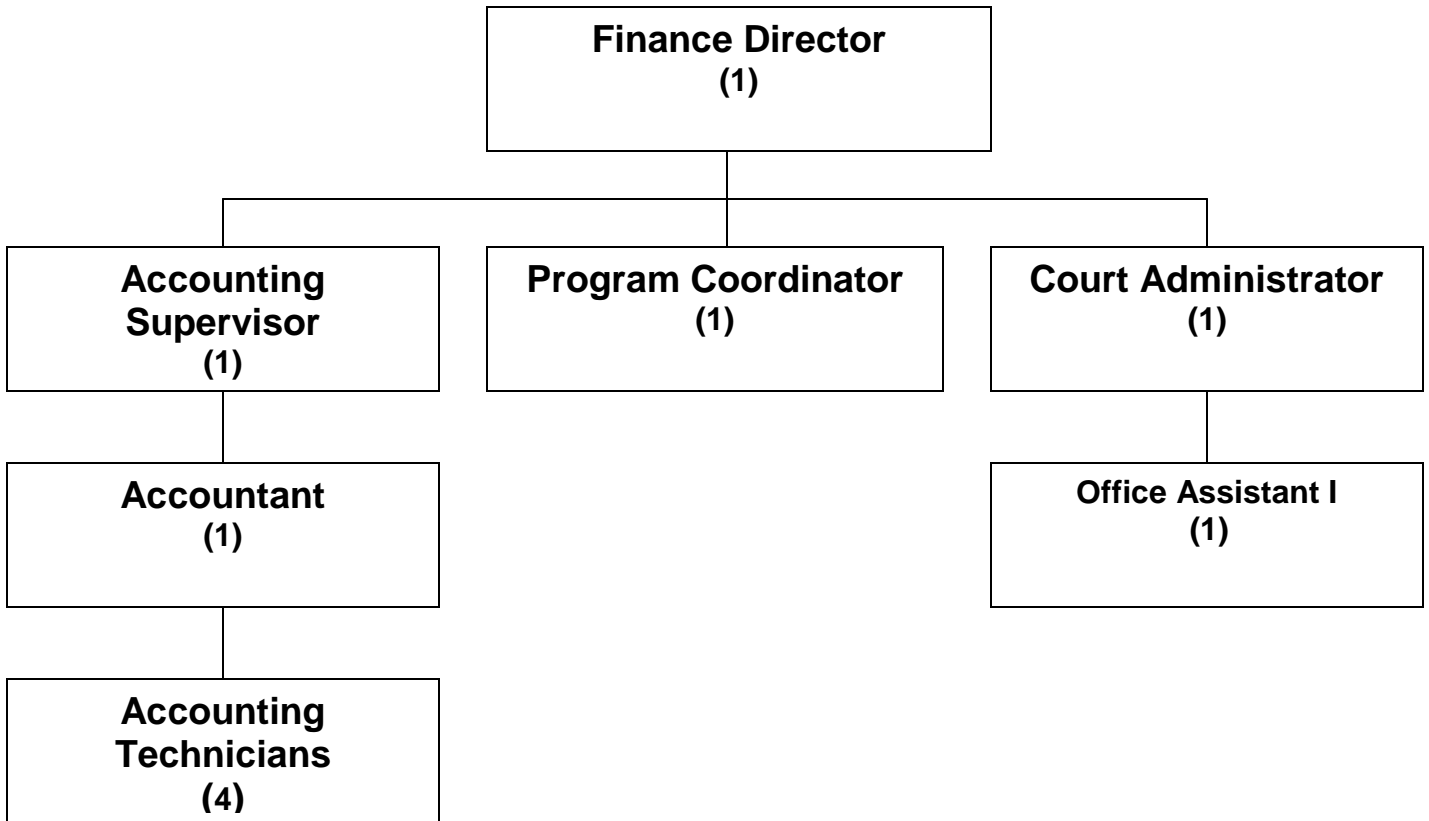 Finance Director
(1)
Accounting
Supervisor
(1)
Program Coordinator
(1)
Court Administrator
(1)
Accountant
(1)
Office Assistant I
(1)
Accounting
Technicians
(4)